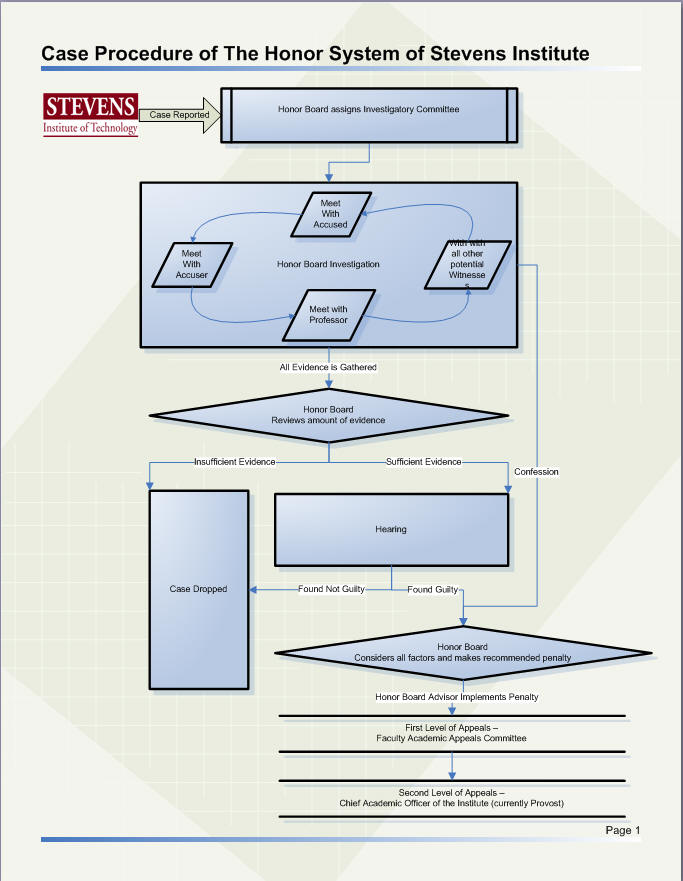 Case Procedure of The Honor System of Stevens Institute
STEVENS
Institute of Technology
Case Reported
Honor Board assigns Investigatory Committee
Meet
With
Accused
Meet
With
Accuser
Honor Board Investigation
With with
all other
potential
Witnesse
s
Meet with
Professor
All Evidence is Gathered
Honor Board
Reviews amount of evidence
Insufficient Evidence
Sufficient Evidence
Confession
Hearing
Case Dropped
Found Not Guilty
Found Guilty
Honor Board
Considers all factors and makes recommended penalty
Honor Board Advisor Implements Penalty
First Level of Appeals –
Faculty Academic Appeals Committee
Second Level of Appeals –
Chief Academic Officer of the Institute (currently Provost)
Page 1